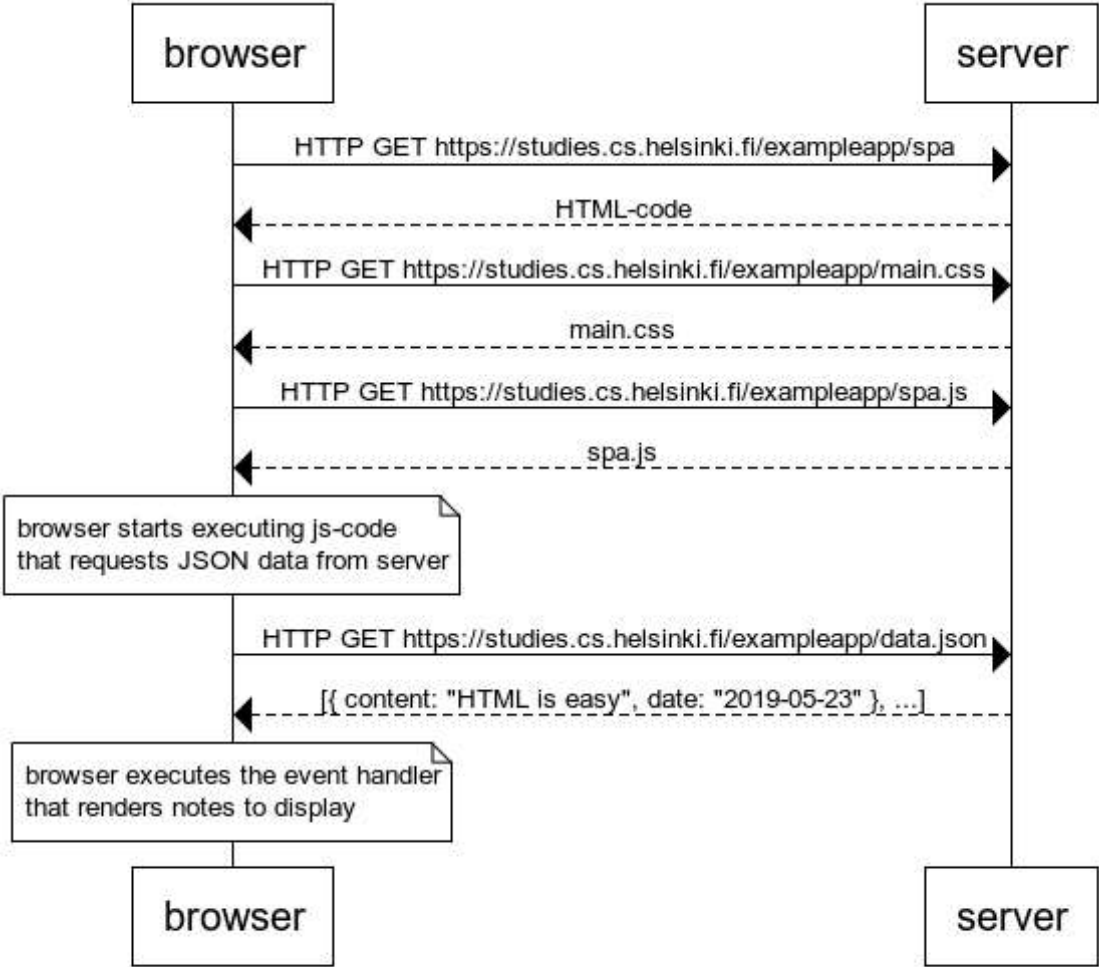 browser
server
HTTP GET https://studies.cs.helsinki.fi/exampleapp/spa
HTML-code
HTTP GET https://studies.cs.helsinki.fi/exampleapp/main.css
main.css
HTTP GET https://studies.cs.helsinki.fi/exampleapp/spa.js
spa.js
browser starts executing js-code
that requests JSON data from server
HTTP GET https://studies.cs.helsinki.fi/exampleapp/data.json
[{ content: "HTML is easy", date: "2019-05-23" }, ...]
browser executes the event handler
that renders notes to display
browser
server